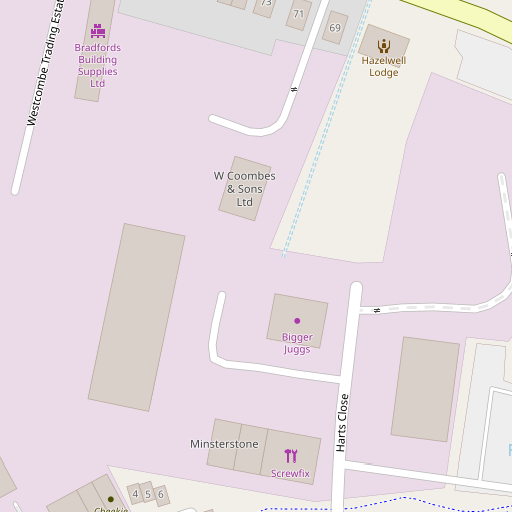 73
71
69
Westcombe Trading Estat
Bradfords
Building
Supplies
Ltd
Hazelwell
Lodge
W Coombes
& Sons
Ltd
Bigger
Juggs
Harts Close
Minsterstone
Screwfix
4
5
6